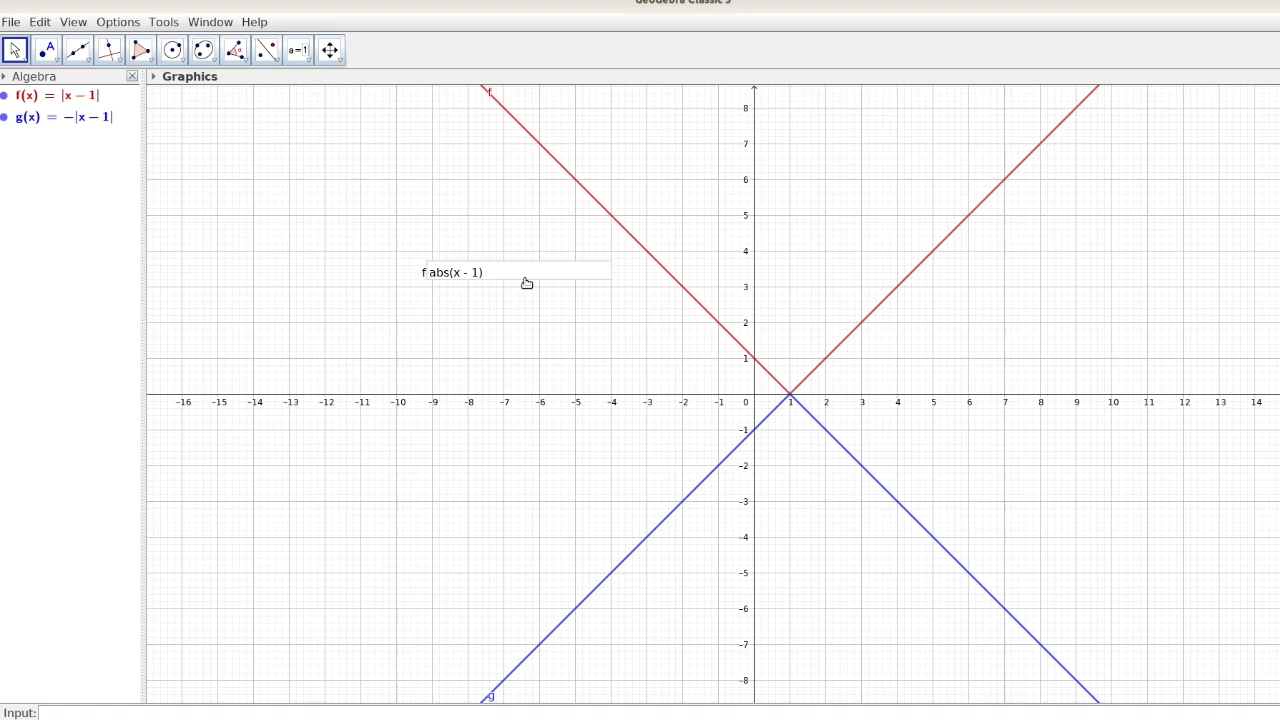 GeoGebra Classic 5
File Edit View Options Tools Window Help
A α a=1
Algebra Graphics
f(x) = |x − 1|
g(x) = −|x − 1|
f
8
7
6
5
4
f abs(x - 1)
3
2
1
-16 -15 -14 -13 -12 -11 -10 -9 -8 -7 -6 -5 -4 -3 -2 -1 0 1 2 3 4 5 6 7 8 9 10 11 12 13 14
-1
-2
-3
-4
-5
-6
-7
-8
g
Input: